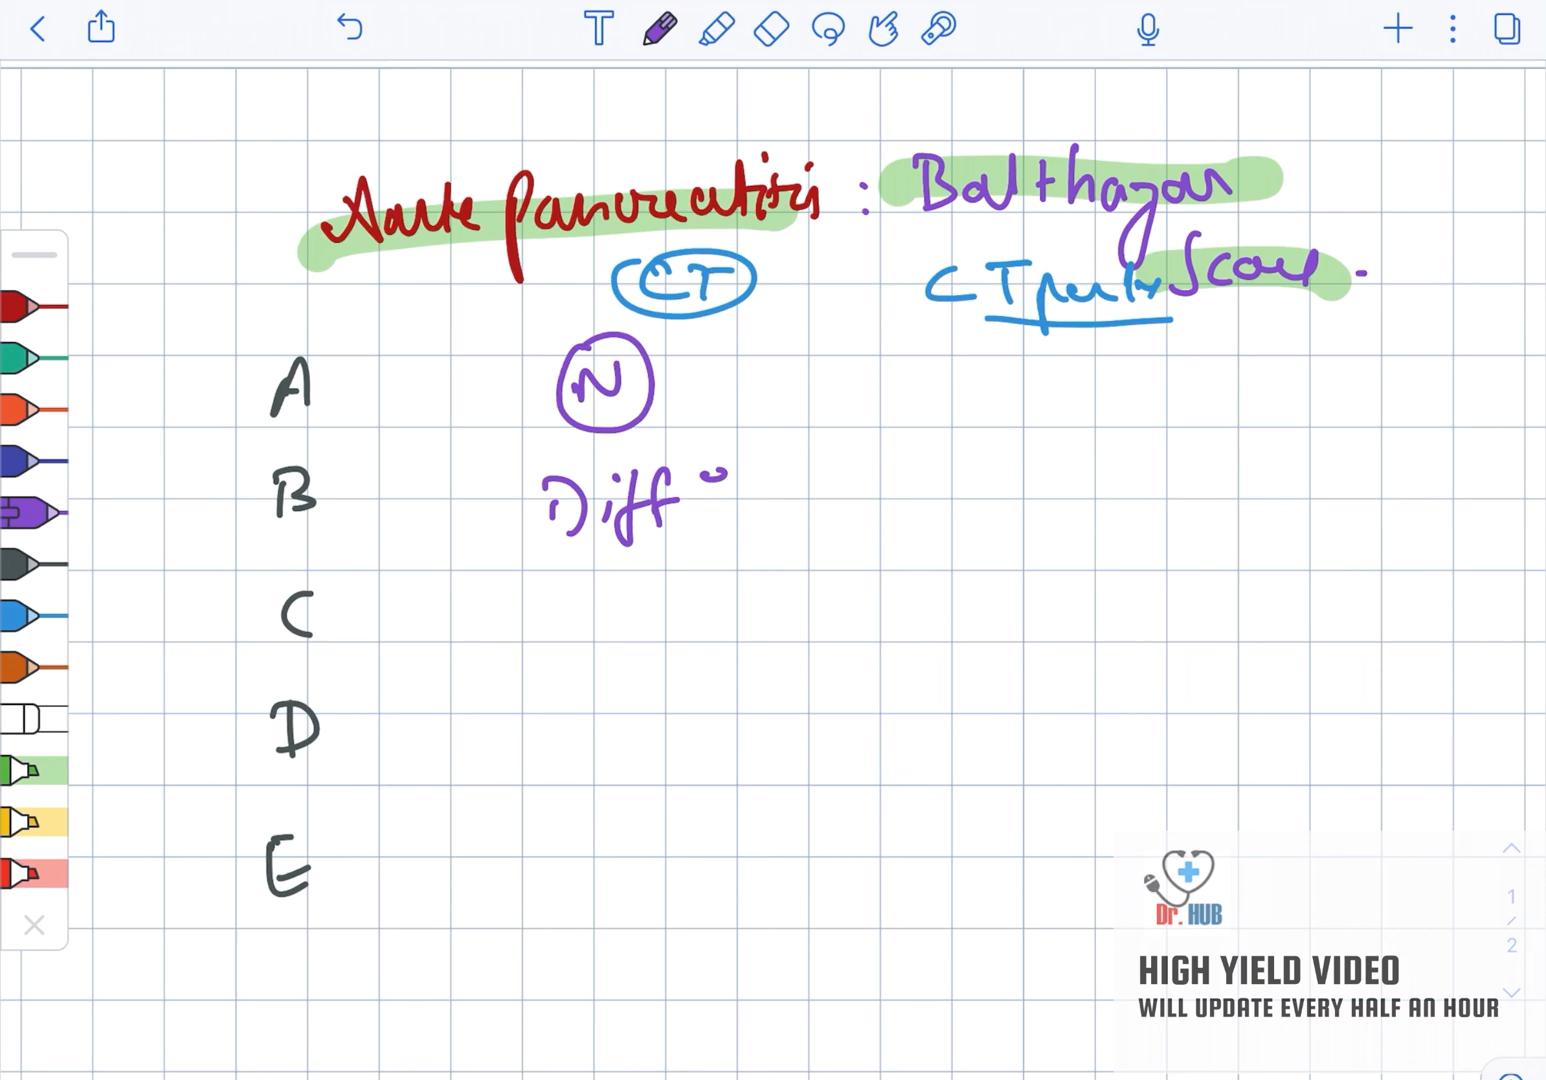 Acute Pancreatitis : Balthazar
CT
CT
Score -
A N
B Diff
C
D
E
Dr. HUB
HIGH YIELD VIDEO
WILL UPDATE EVERY HALF AN HOUR
1
/
2